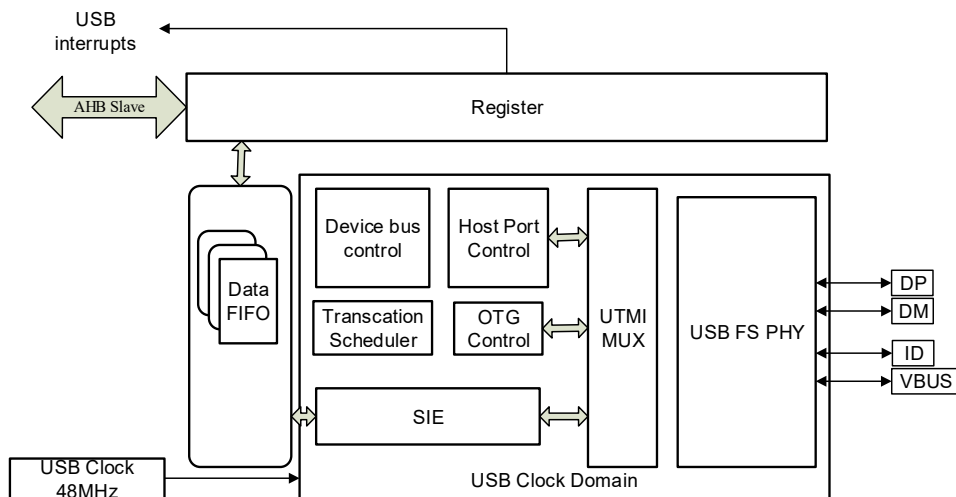 USB
interrupts
AHB Slave
Register
Device bus
control
Host Port
Control
Data
FIFO
Transcation
Scheduler
OTG
Control
UTMI
MUX
USB FS PHY
DP
DM
ID
VBUS
SIE
USB Clock
48MHz
USB Clock Domain